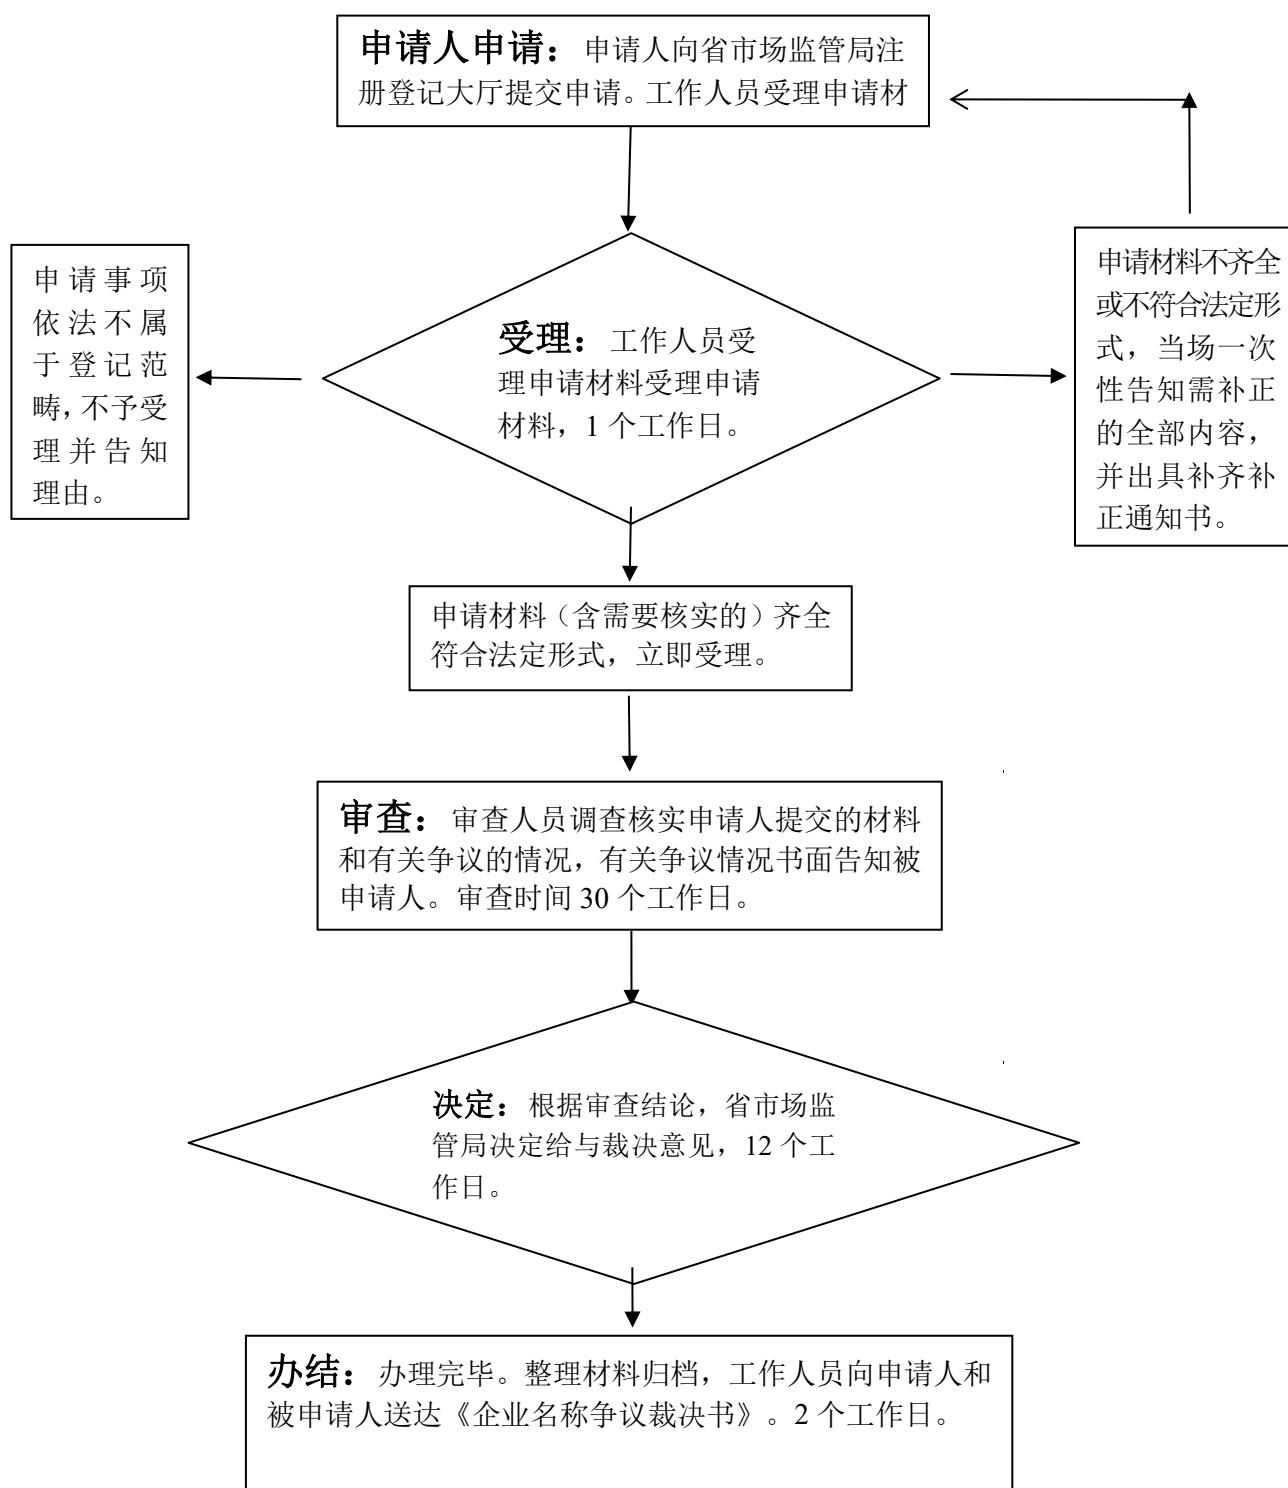 申请人申请：申请人向省市场监管局注
册登记大厅提交申请。工作人员受理申请材
申请事项
依法不属
于登记范
畴，不予受
理并告知
理由。
受理：工作人员受
理申请材料受理申请
材料，1 个工作日。
申请材料不齐全
或不符合法定形
式，当场一次
性告知需补正
的全部内容，
并出具补齐补
正通知书。
申请材料（含需要核实的）齐全
符合法定形式，立即受理。
审查：审查人员调查核实申请人提交的材料
和有关争议的情况，有关争议情况书面告知被
申请人。审查时间 30 个工作日。
决定：根据审查结论，省市场监
管局决定给与裁决意见，12 个工
作日。
办结：办理完毕。整理材料归档，工作人员向申请人和
被申请人送达《企业名称争议裁决书》。2 个工作日。